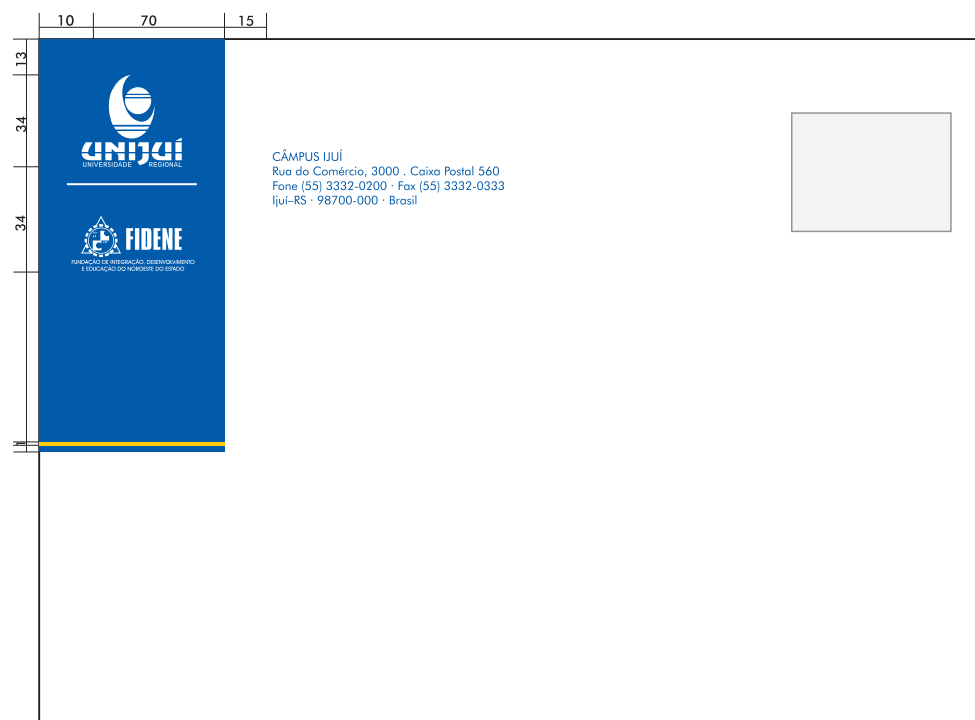 10 70 15
13
34
34
1
UNIJUÍ
UNIVERSIDADE REGIONAL
FIDENE
FUNDAÇÃO DE INTEGRAÇÃO, DESENVOLVIMENTO
E EDUCAÇÃO DO NOROESTE DO ESTADO
CÂMPUS IJUÍ
Rua do Comércio, 3000 . Caixa Postal 560
Fone (55) 3332-0200 · Fax (55) 3332-0333
Ijuí–RS · 98700-000 · Brasil